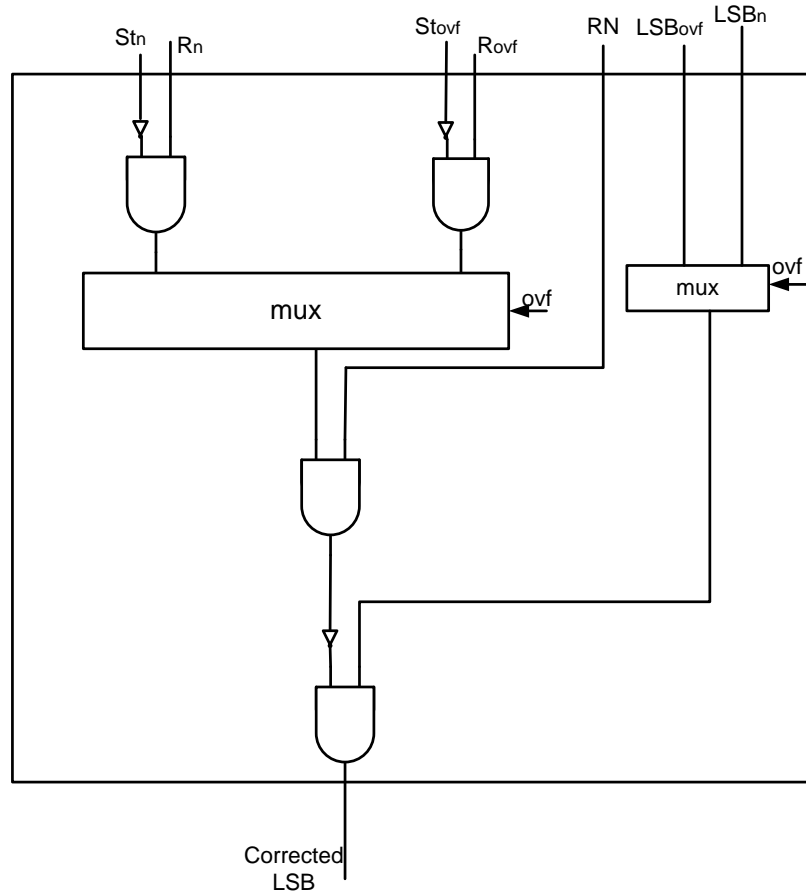 Stn
Rn
Stovf
Rovf
RN
LSBovf
LSBn
mux
ovf
mux
ovf
Corrected
LSB